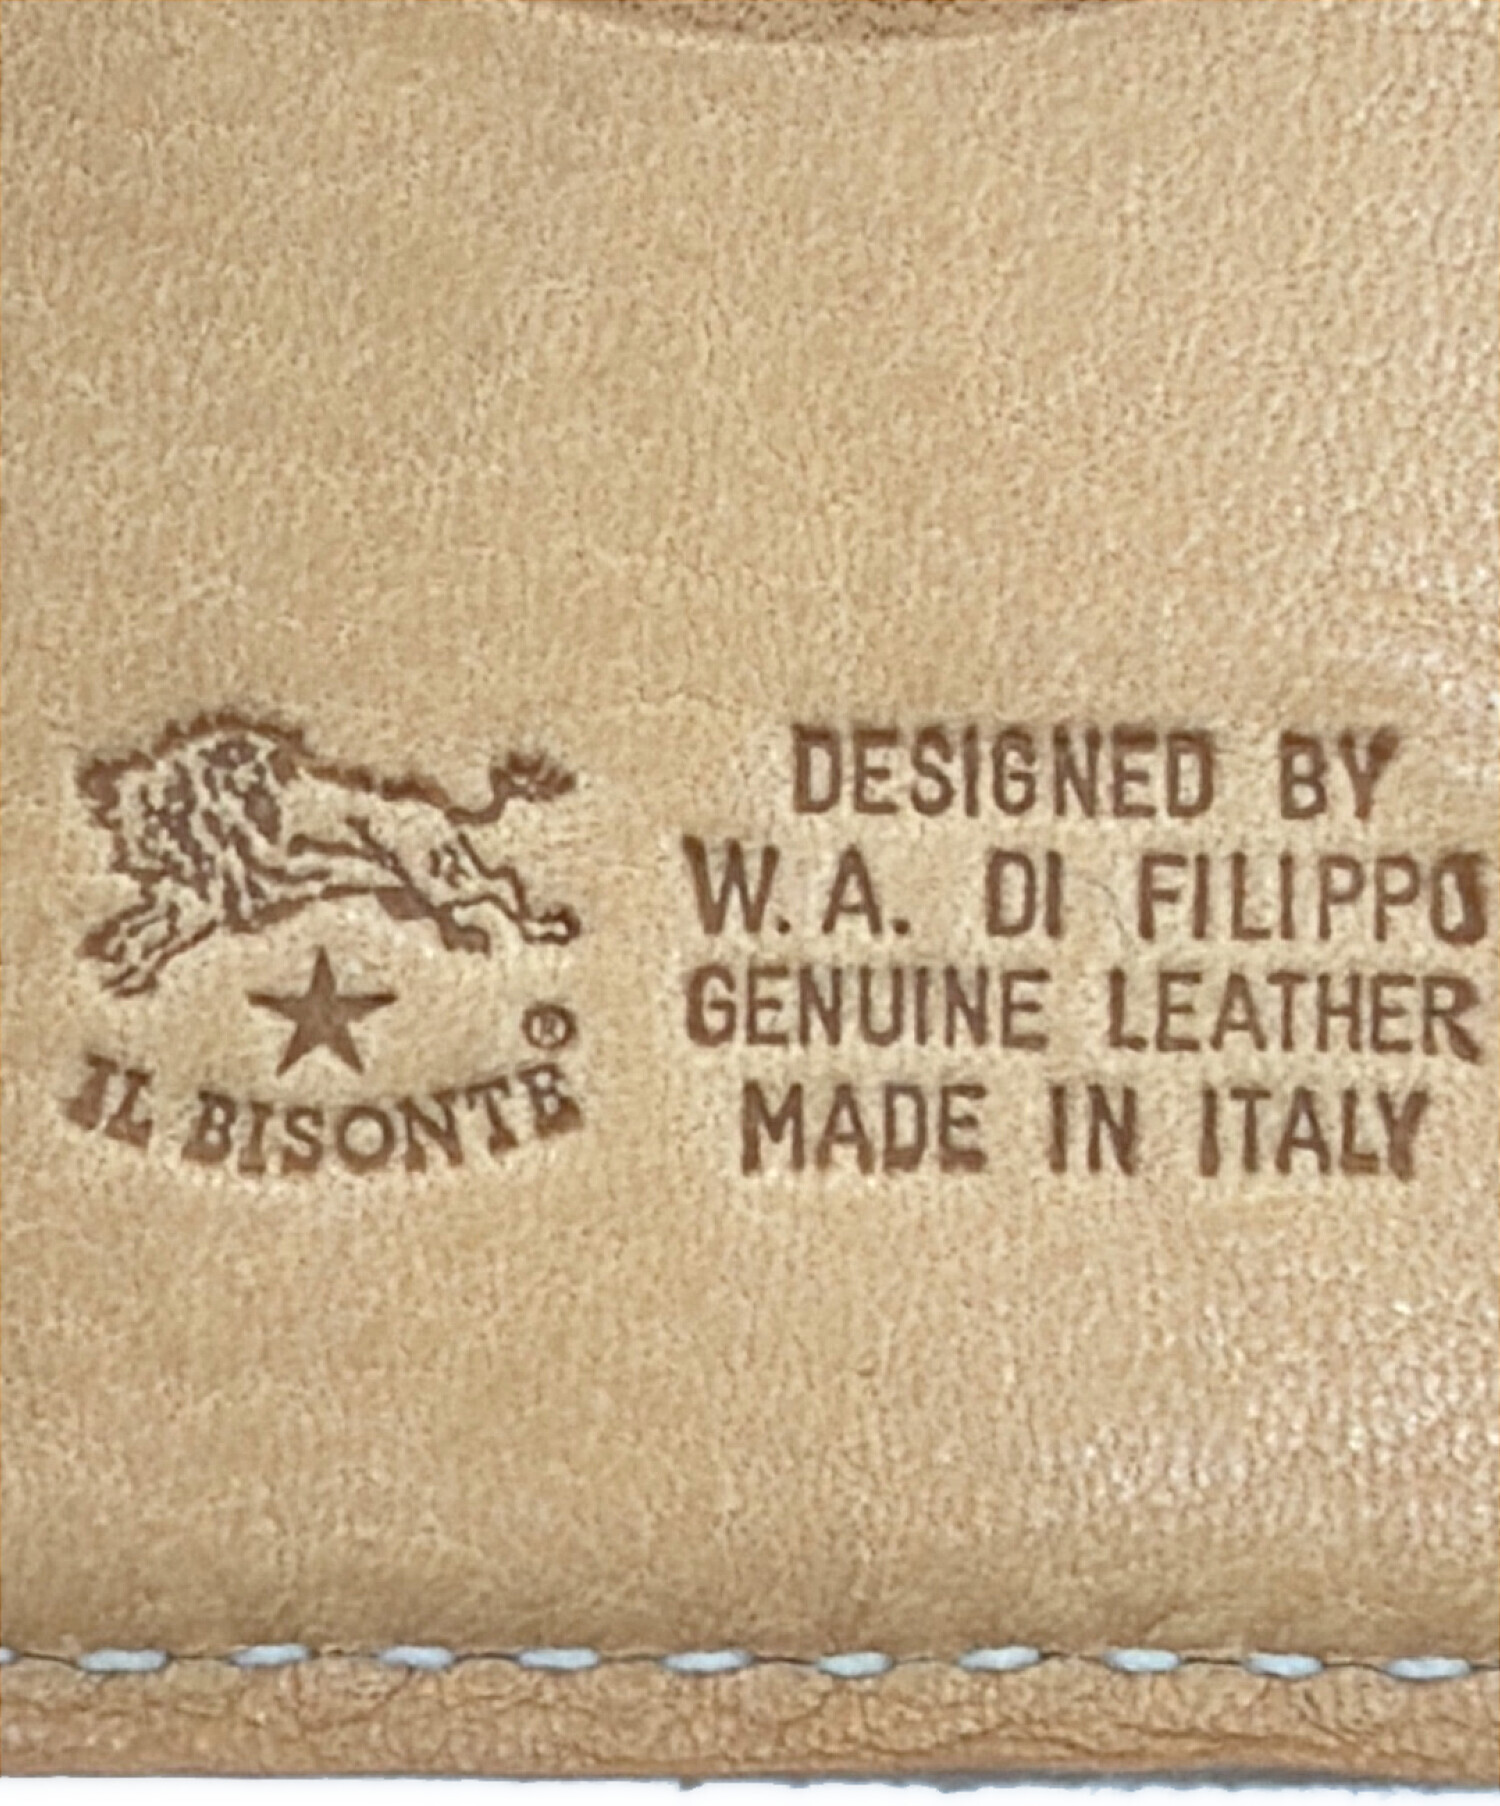 ®
IL BISONTE
DESIGNED BY
W. A. DI FILIPPO
GENUINE LEATHER
MADE IN ITALY